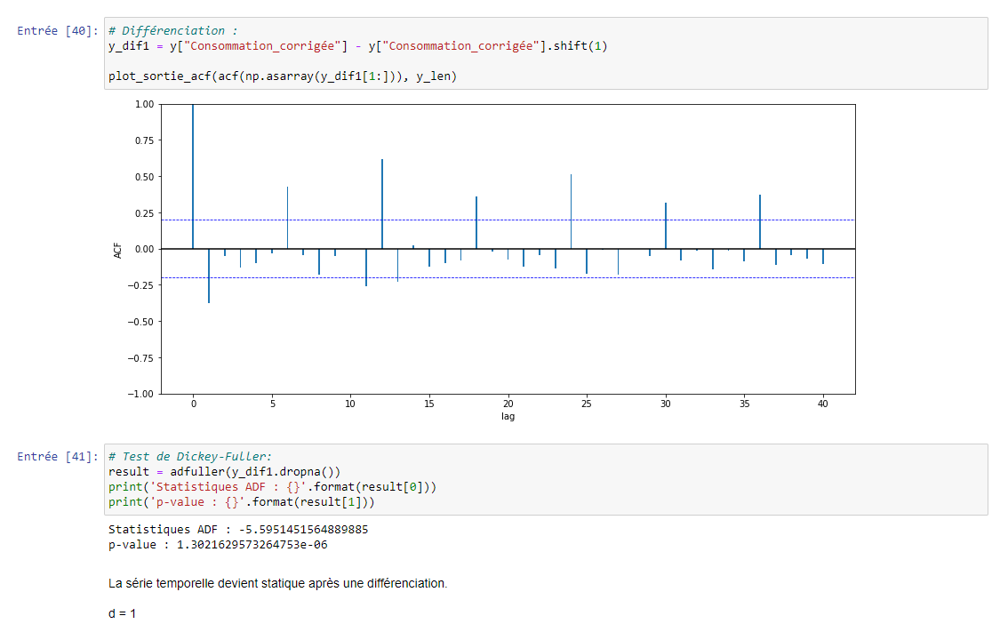 Entrée [40]:
# Différenciation :
y_dif1 = y["Consommation_corrigée"] - y["Consommation_corrigée"].shift(1)
plot_sortie_acf(acf(np.asarray(y_dif1[1:])), y_len)
1.00
0.75
0.50
0.25
0.00
−0.25
−0.50
−0.75
−1.00
ACF
0 5 10 15 20 25 30 35 40
lag
Entrée [41]:
# Test de Dickey-Fuller:
result = adfuller(y_dif1.dropna())
print('Statistiques ADF : {}'.format(result[0]))
print('p-value : {}'.format(result[1]))
Statistiques ADF : -5.5951451564889885
p-value : 1.3021629573264753e-06
La série temporelle devient statique après une différenciation.
d = 1